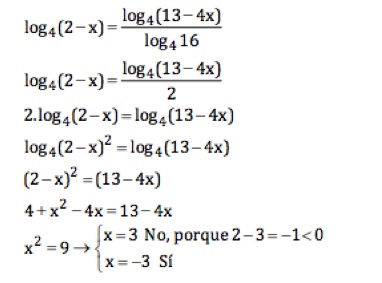 log₄(2−x)=log₄(13−4x)/log₄16
log₄(2−x)=log₄(13−4x)/2
2.log₄(2−x)=log₄(13−4x)
log₄(2−x)²=log₄(13−4x)
(2−x)²=(13−4x)
4+x²−4x=13−4x
x²=9→{x=3 No, porque 2−3=−1<0
x=−3 Sí